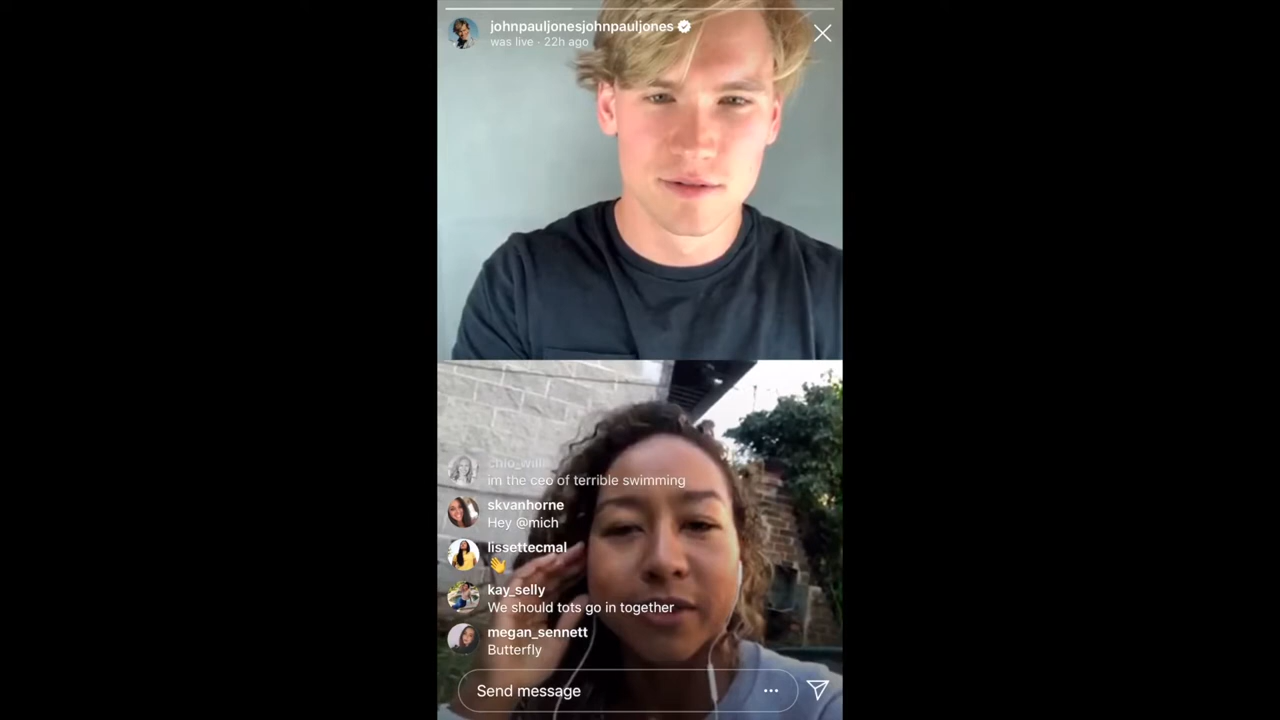 johnpauljonesjohnpauljones
was live · 22h ago
im the ceo of terrible swimming
skvanhorne
Hey @mich
lissettecmal
👋
kay_selly
We should tots go in together
megan_sennett
Butterfly
Send message